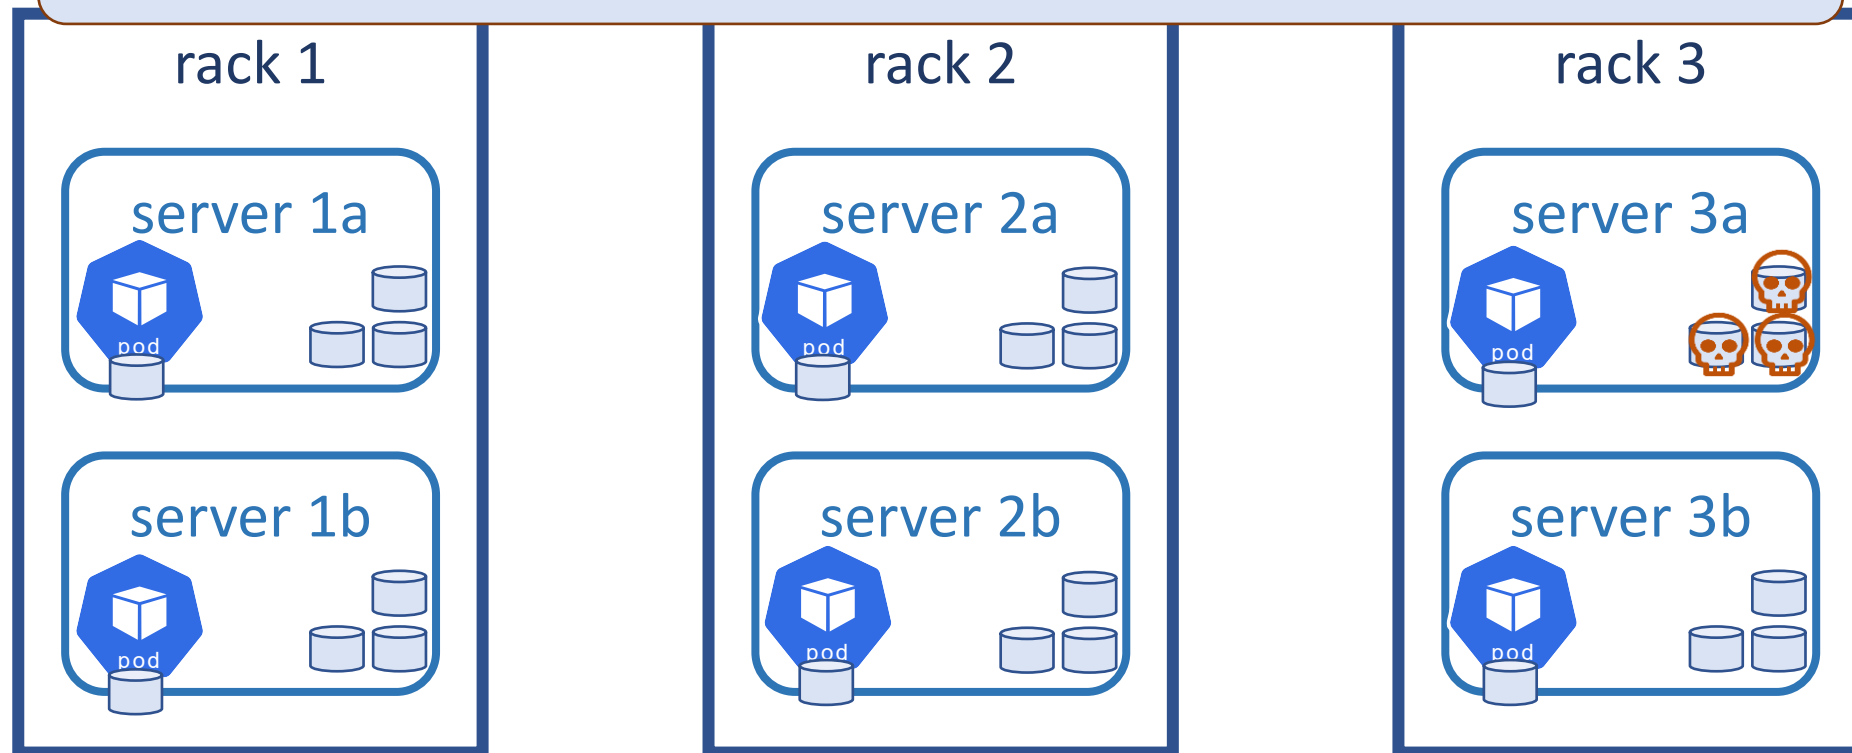 rack 1
rack 2
rack 3
server 1a
server 2a
server 3a
pod
pod
pod
server 1b
server 2b
server 3b
pod
pod
pod